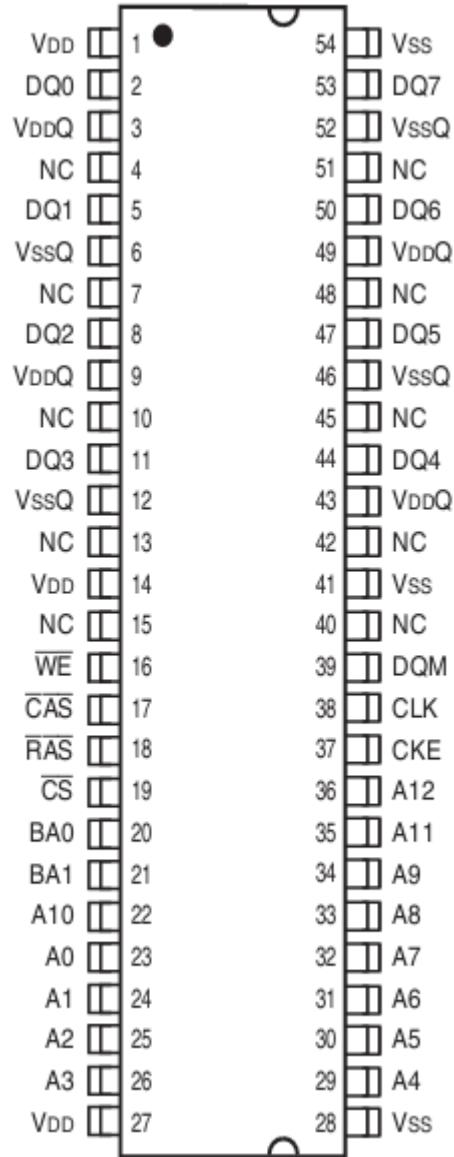 VDD 1 54 VSS
DQ0 2 53 DQ7
VDDQ 3 52 VSSQ
NC 4 51 NC
DQ1 5 50 DQ6
VSSQ 6 49 VDDQ
NC 7 48 NC
DQ2 8 47 DQ5
VDDQ 9 46 VSSQ
NC 10 45 NC
DQ3 11 44 DQ4
VSSQ 12 43 VDDQ
NC 13 42 NC
VDD 14 41 VSS
NC 15 40 NC
W̅E̅ 16 39 DQM
C̅A̅S̅ 17 38 CLK
R̅A̅S̅ 18 37 CKE
C̅S̅ 19 36 A12
BA0 20 35 A11
BA1 21 34 A9
A10 22 33 A8
A0 23 32 A7
A1 24 31 A6
A2 25 30 A5
A3 26 29 A4
VDD 27 28 VSS